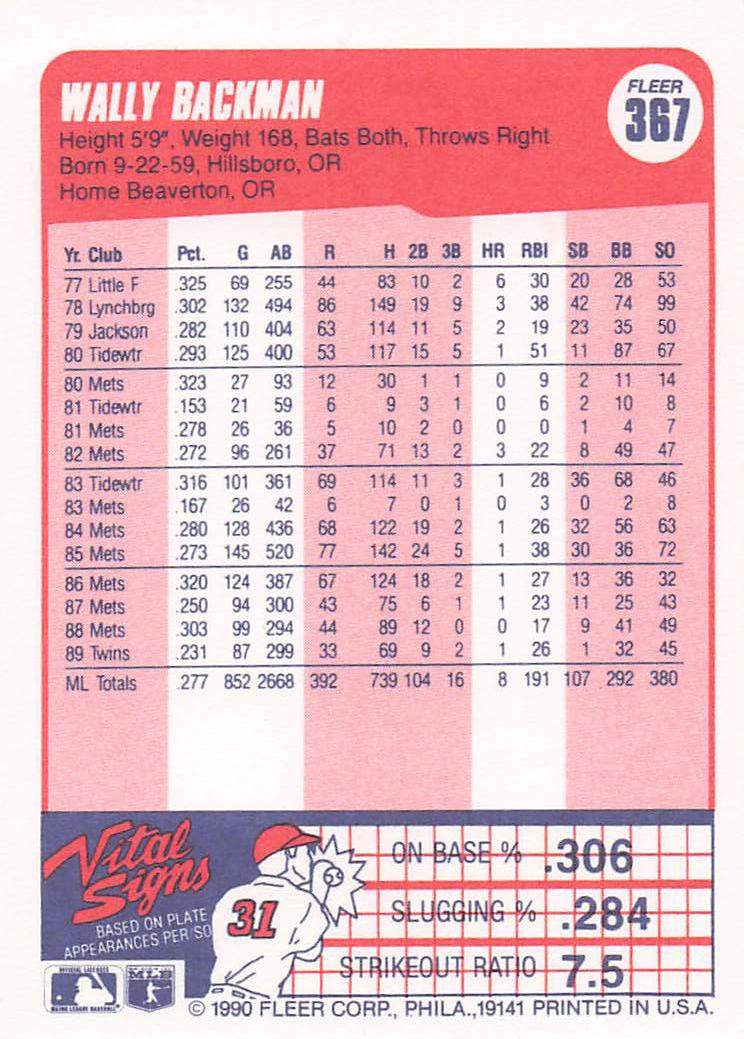 WALLY BACKMAN
FLEER
367
Height 5'9", Weight 168, Bats Both, Throws Right
Born 9-22-59, Hillsboro, OR
Home Beaverton, OR
Yr. Club Pct. G AB R H 2B 3B HR RBI SB BB SO
77 Little F .325 69 255 44 83 10 2 6 30 20 28 53
78 Lynchbrg .302 132 494 86 149 19 9 3 38 42 74 99
79 Jackson .282 110 404 63 114 11 5 2 19 23 35 50
80 Tidewtr .293 125 400 53 117 15 5 1 51 11 87 67
80 Mets .323 27 93 12 30 1 1 0 9 2 11 14
81 Tidewtr .153 21 59 6 9 3 1 0 6 2 10 8
81 Mets .278 26 36 5 10 2 0 0 0 1 4 7
82 Mets .272 96 261 37 71 13 2 3 22 8 49 47
83 Tidewtr .316 101 361 69 114 11 3 1 28 36 68 46
83 Mets .167 26 42 6 7 0 1 0 3 0 2 8
84 Mets .280 128 436 68 122 19 2 1 26 32 56 63
85 Mets .273 145 520 77 142 24 5 1 38 30 36 72
86 Mets .320 124 387 67 124 18 2 1 27 13 36 32
87 Mets .250 94 300 43 75 6 1 1 23 11 25 43
88 Mets .303 99 294 44 89 12 0 0 17 9 41 49
89 Twins .231 87 299 33 69 9 2 1 26 1 32 45
ML Totals .277 852 2668 392 739 104 16 8 191 107 292 380
Vital
Signs
BASED ON PLATE
APPEARANCES PER SO
31
ON BASE % .306
SLUGGING % .284
STRIKEOUT RATIO 7.5
OFFICIAL LICENSEE
MAJOR LEAGUE BASEBALL
MLB
© 1990 FLEER CORP., PHILA.,19141 PRINTED IN U.S.A.